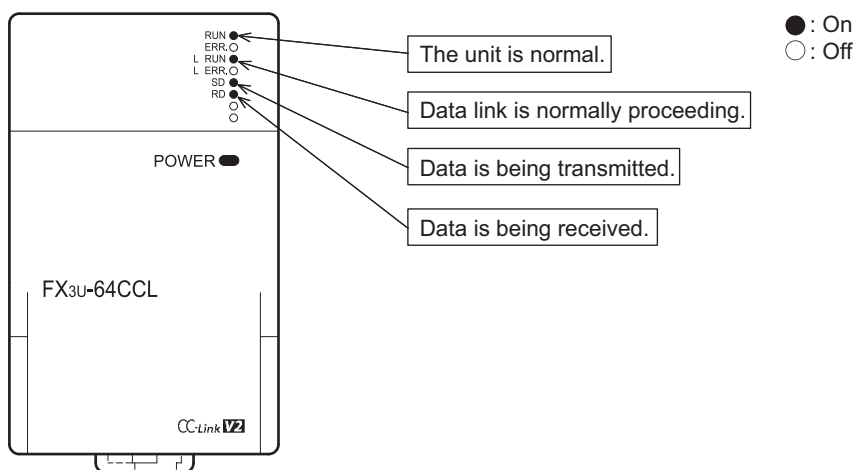 RUN
ERR.
L RUN
L ERR.
SD
RD
POWER
FX3U-64CCL
CC-Link V2
The unit is normal.
Data link is normally proceeding.
Data is being transmitted.
Data is being received.
: On
: Off